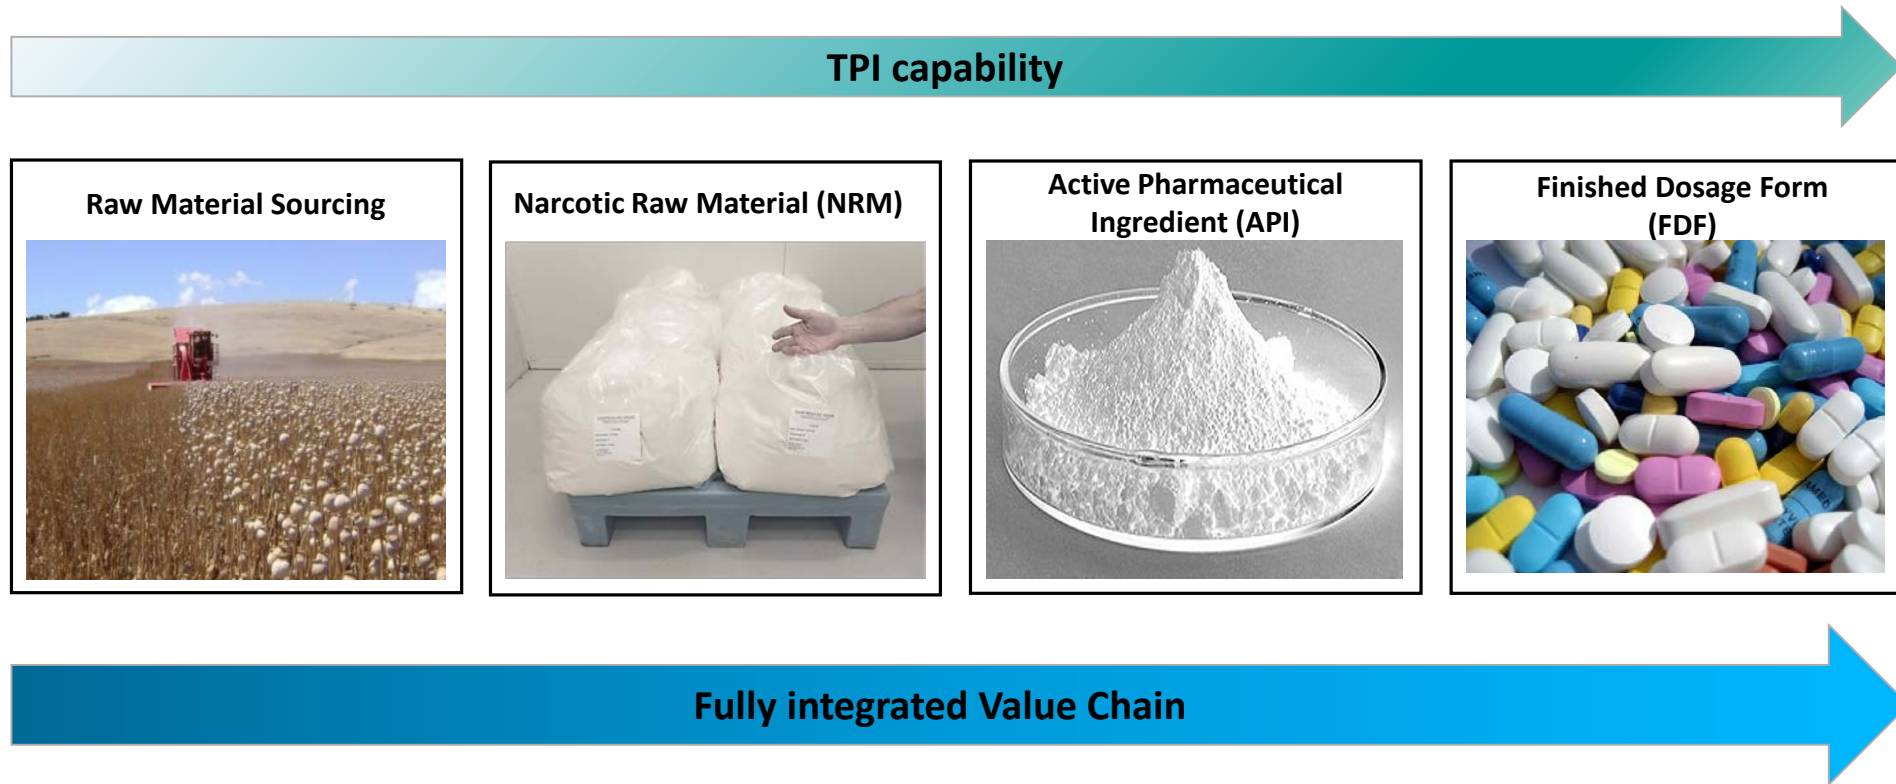 TPI capability
Raw Material Sourcing
Narcotic Raw Material (NRM)
Active Pharmaceutical
Ingredient (API)
Finished Dosage Form
(FDF)
Fully integrated Value Chain